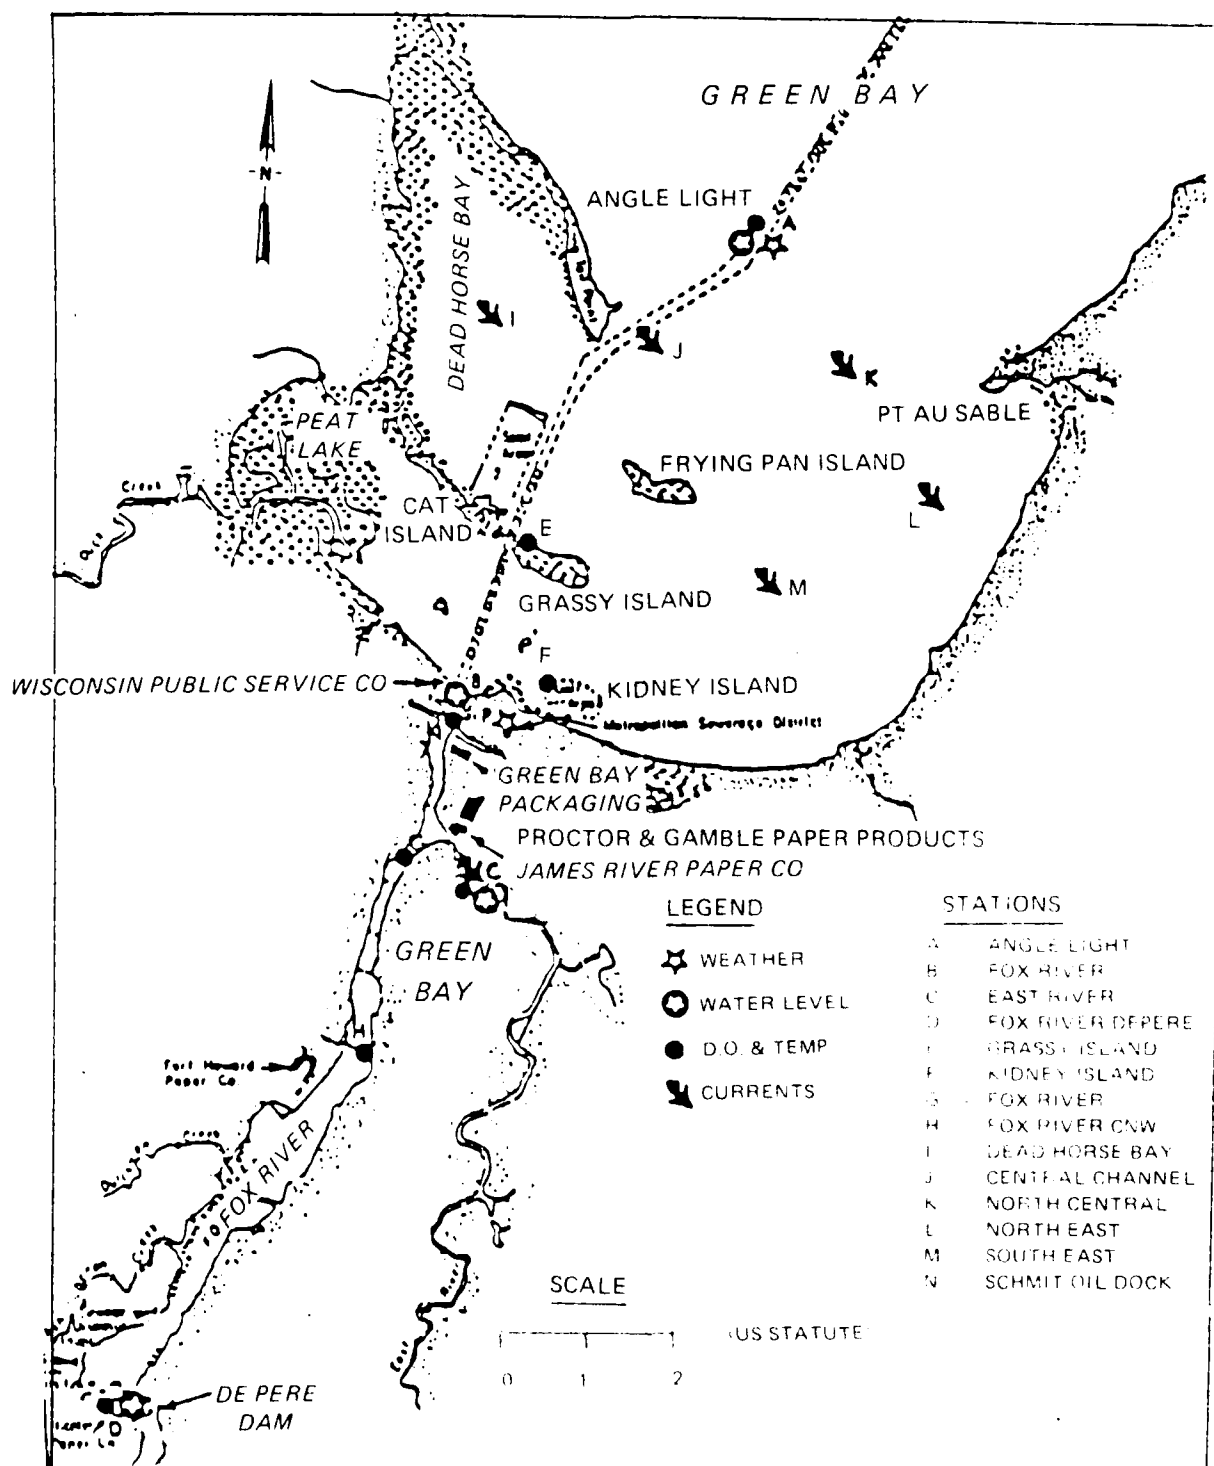 GREEN BAY
-N-
ANGLE LIGHT
A
DEAD HORSE BAY
I
J
K
PT AU SABLE
PEAT
LAKE
FRYING PAN ISLAND
Creek
CAT
ISLAND
E
L
GRASSY ISLAND
M
F
WISCONSIN PUBLIC SERVICE CO
B
KIDNEY ISLAND
Metropolitan Sewerage District
GREEN BAY
PACKAGING
PROCTOR & GAMBLE PAPER PRODUCTS
JAMES RIVER PAPER CO
C
GREEN
BAY
H
Fort Howard
Paper Co.
Creek
FOX RIVER
Creek
East River
DE PERE
DAM
D
LEGEND
WEATHER
WATER LEVEL
D.O. & TEMP
CURRENTS
STATIONS
A ANGLE LIGHT
B FOX RIVER
C EAST RIVER
D FOX RIVER DEPERE
E GRASSY ISLAND
F KIDNEY ISLAND
G FOX RIVER
H FOX RIVER CNW
I DEAD HORSE BAY
J CENTRAL CHANNEL
K NORTH CENTRAL
L NORTH EAST
M SOUTH EAST
N SCHMIT OIL DOCK
SCALE
(US STATUTE
0 1 2